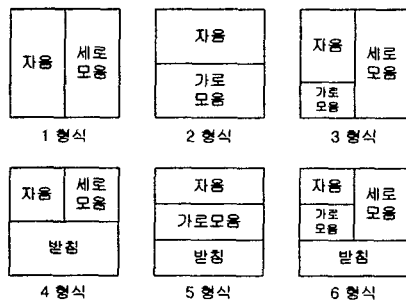 자음 세로 모음
1 형식
자음
가로 모음
2 형식
자음 세로 모음
가로 모음
3 형식
자음 세로 모음
받침
4 형식
자음
가로모음
받침
5 형식
자음 세로 모음
가로 모음
받침
6 형식